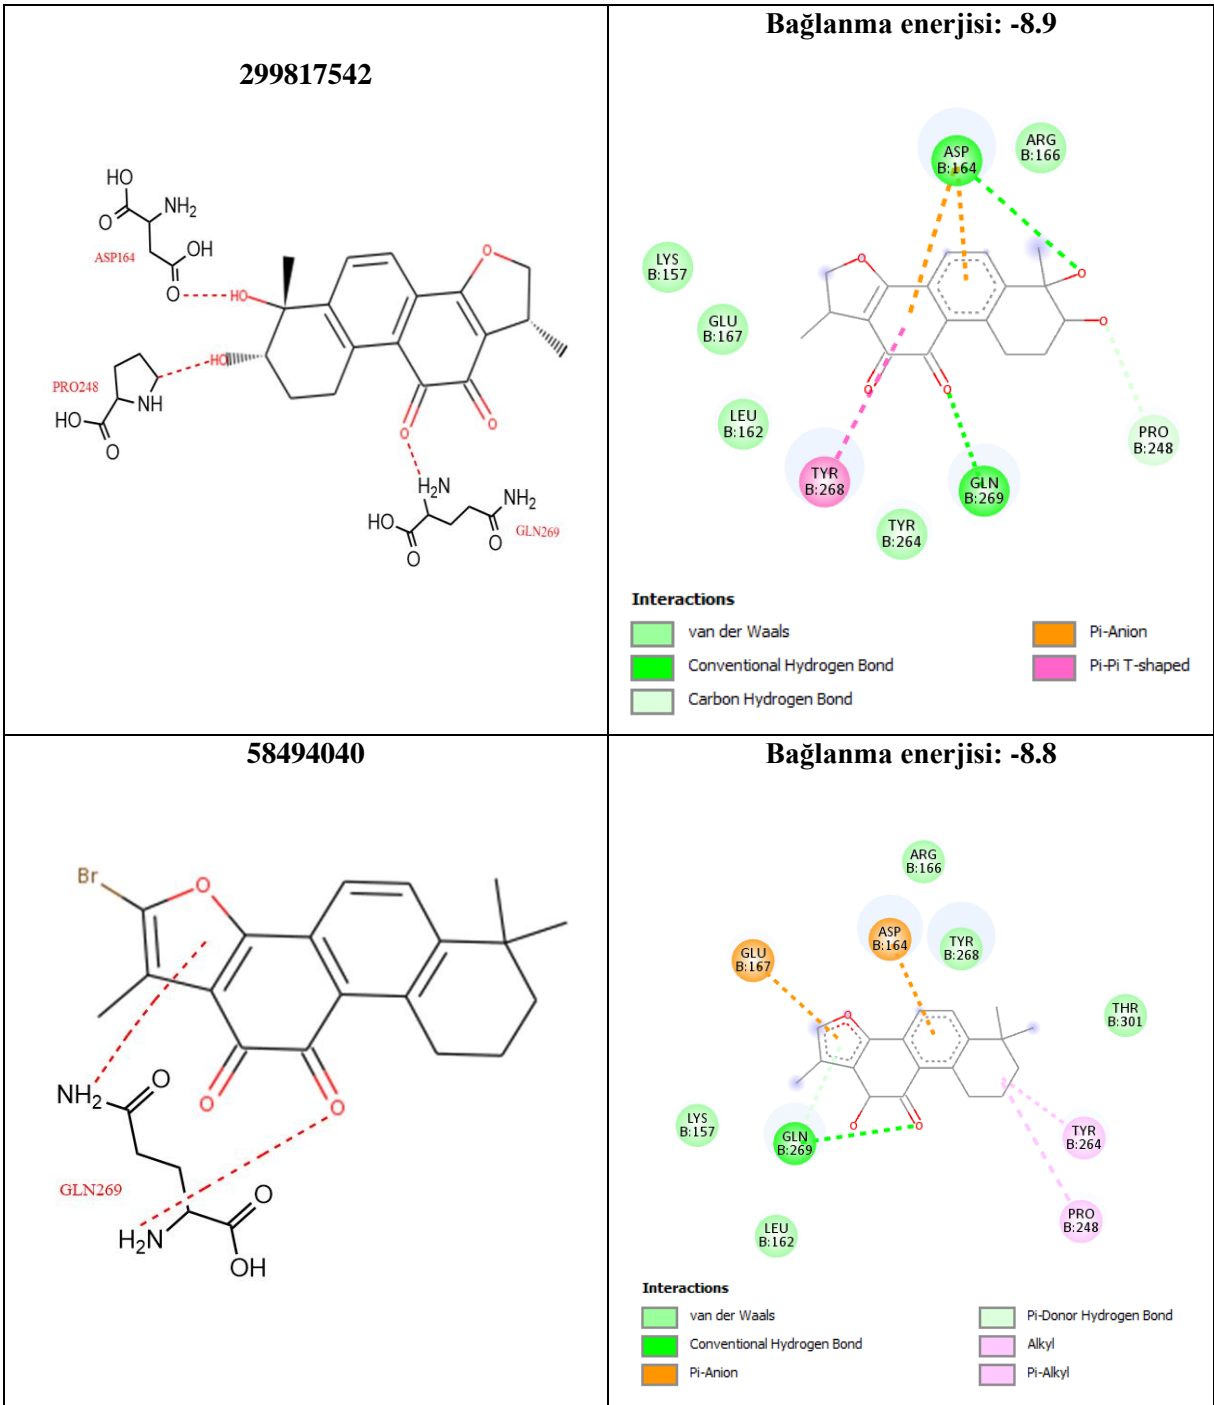 299817542
HO
O
NH2
ASP164
OH
O
HO
HO
PRO248
HO
NH
O
O
O
O
H2N
HO
NH2
O
O
GLN269
Bağlanma enerjisi: -8.9
ASP
B:164
ARG
B:166
LYS
B:157
GLU
B:167
LEU
B:162
TYR
B:268
TYR
B:264
GLN
B:269
PRO
B:248
O
O
O
O
O
Interactions
van der Waals
Conventional Hydrogen Bond
Carbon Hydrogen Bond
Pi-Anion
Pi-Pi T-shaped
58494040
Br
O
O
O
NH2
O
GLN269
H2N
O
OH
Bağlanma enerjisi: -8.8
ARG
B:166
ASP
B:164
GLU
B:167
TYR
B:268
THR
B:301
LYS
B:157
GLN
B:269
TYR
B:264
LEU
B:162
PRO
B:248
O
O
O
Interactions
van der Waals
Conventional Hydrogen Bond
Pi-Anion
Pi-Donor Hydrogen Bond
Alkyl
Pi-Alkyl